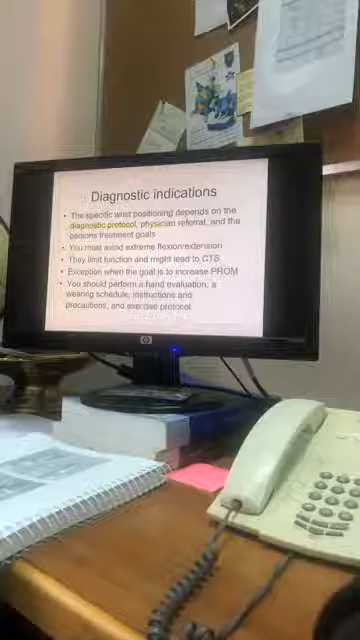 Diagnostic indications
• The specific wrist positioning depends on the
diagnostic protocol, physician referral, and the
persons treatment goals
• You must avoid extreme flexion/extension
• They limit function and might lead to CTS
• Exception when the goal is to increase PROM
• You should perform a hand evaluation, a
wearing schedule, instructions and
precautions, and exercise protocol
hp